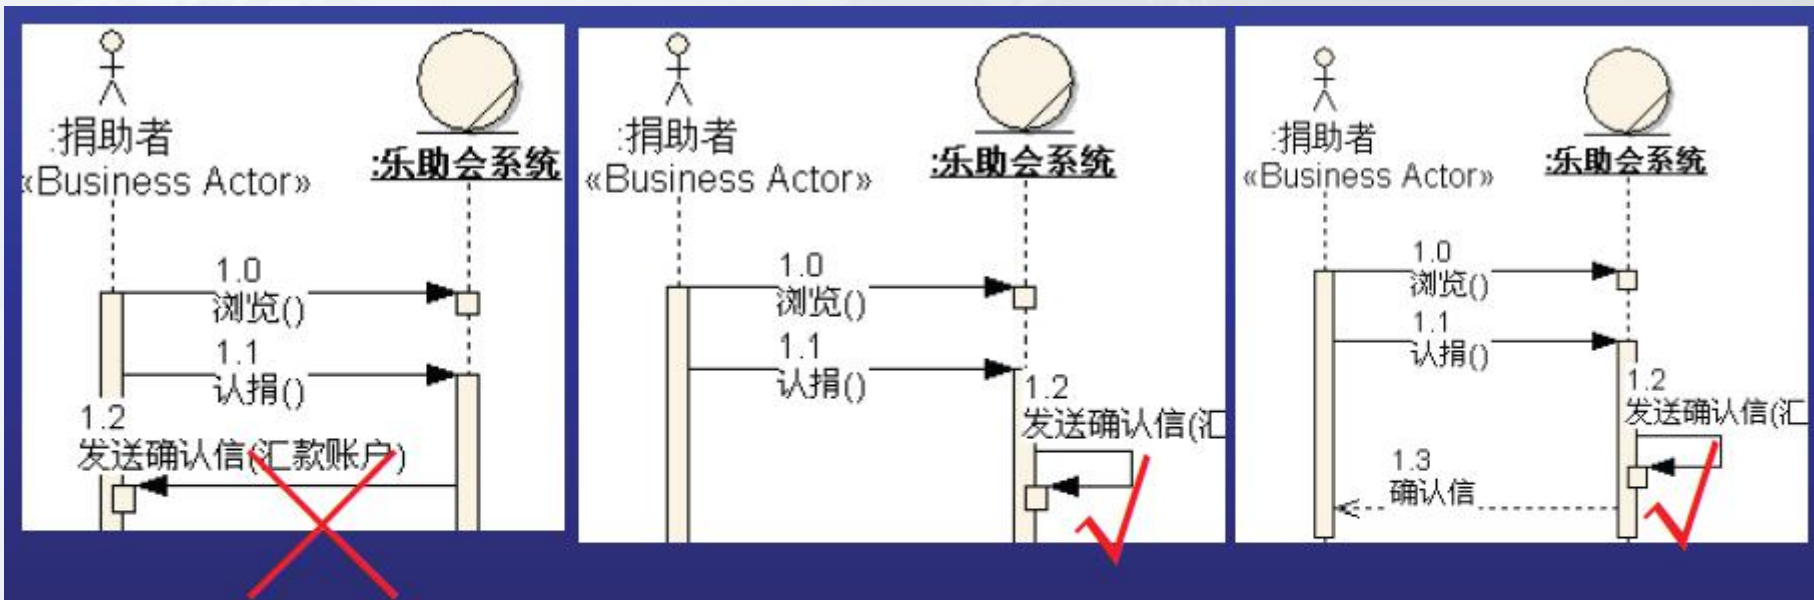 :捐助者
«Business Actor»
:乐助会系统
1.0
浏览()
1.1
认捐()
1.2
发送确认信(汇款账户)
:捐助者
«Business Actor»
:乐助会系统
1.0
浏览()
1.1
认捐()
1.2
发送确认信(汇
:捐助者
«Business Actor»
:乐助会系统
1.0
浏览()
1.1
认捐()
1.2
发送确认信(汇
1.3
确认信